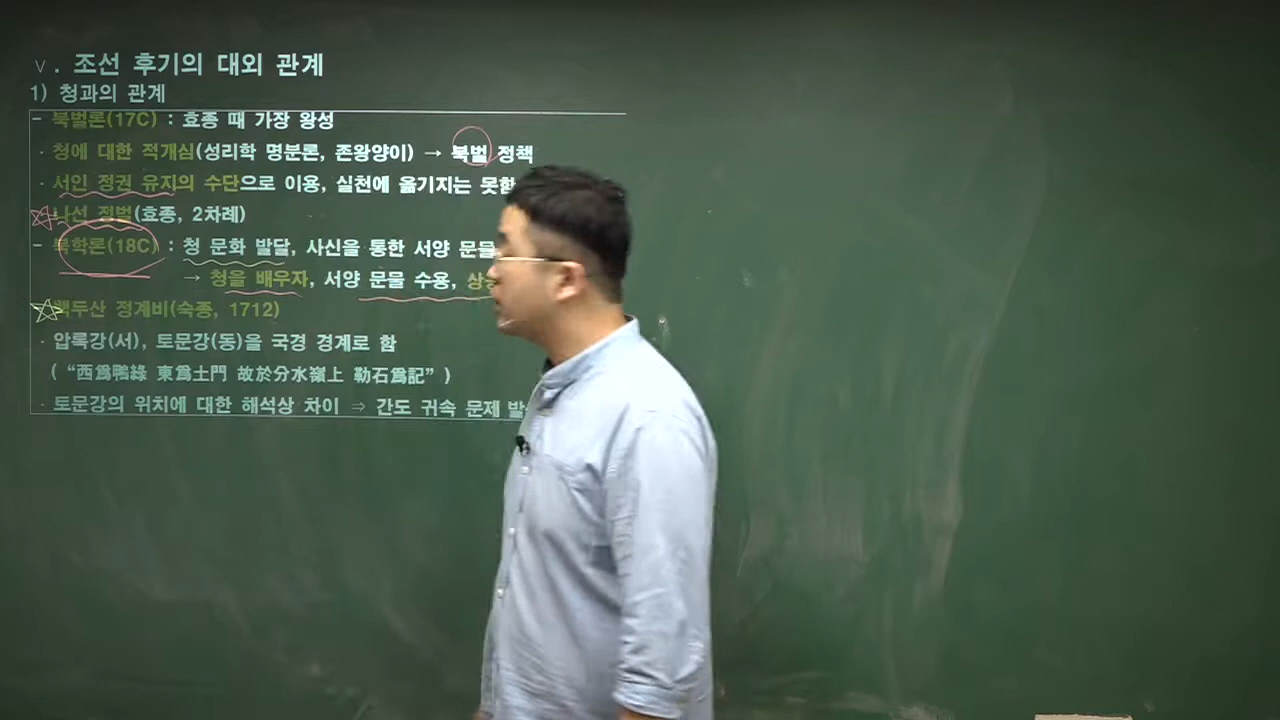 V. 조선 후기의 대외 관계
1) 청과의 관계
- 북벌론(17C) : 효종 때 가장 왕성
· 청에 대한 적개심(성리학 명분론, 존왕양이) → 북벌 정책
· 서인 정권 유지의 수단으로 이용, 실천에 옮기지는 못함
· 나선 정벌(효종, 2차례)
- 북학론(18C) : 청 문화 발달, 사신을 통한 서양 문물
→ 청을 배우자, 서양 문물 수용,
백두산 정계비(숙종, 1712)
· 압록강(서), 토문강(동)을 국경 경계로 함
( “西爲鴨綠 東爲土門 故於分水嶺上 勒石爲記” )
· 토문강의 위치에 대한 해석상 차이 ⇒ 간도 귀속 문제